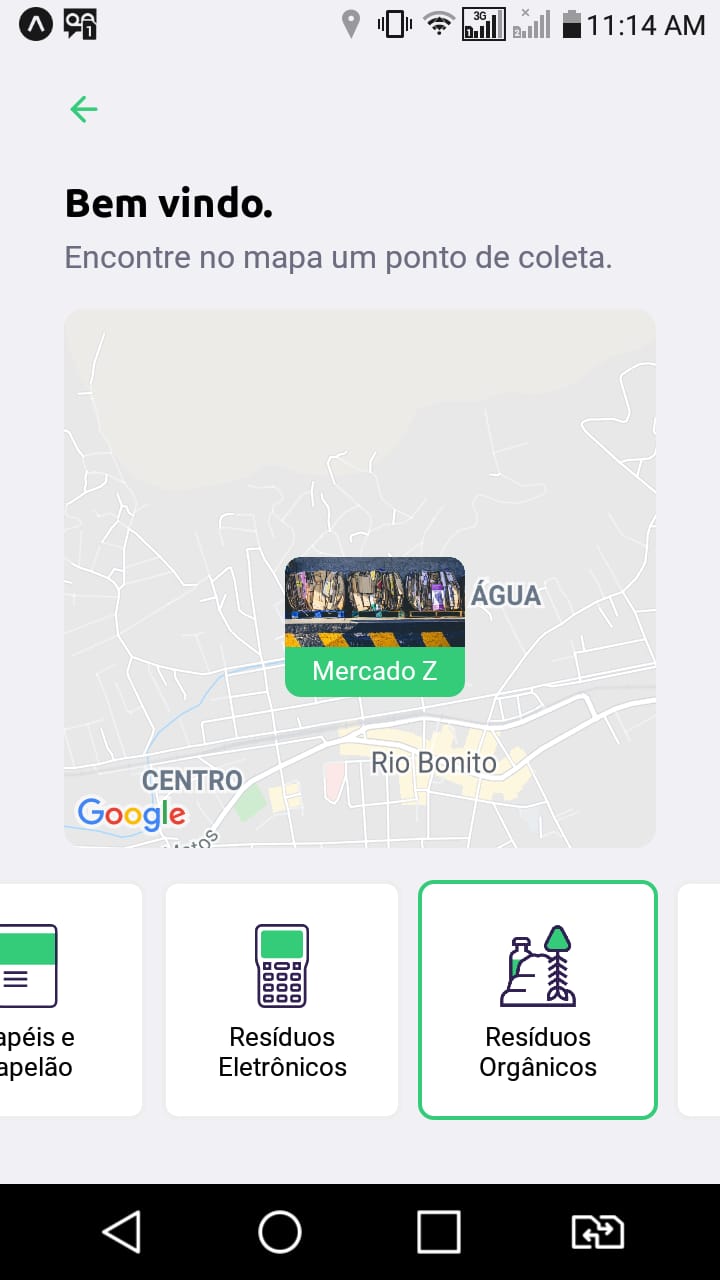 3G
11:14 AM
Bem vindo.
Encontre no mapa um ponto de coleta.
ÁGUA
Mercado Z
Rio Bonito
CENTRO
Google
apéis e
apelão
Resíduos
Eletrônicos
Resíduos
Orgânicos